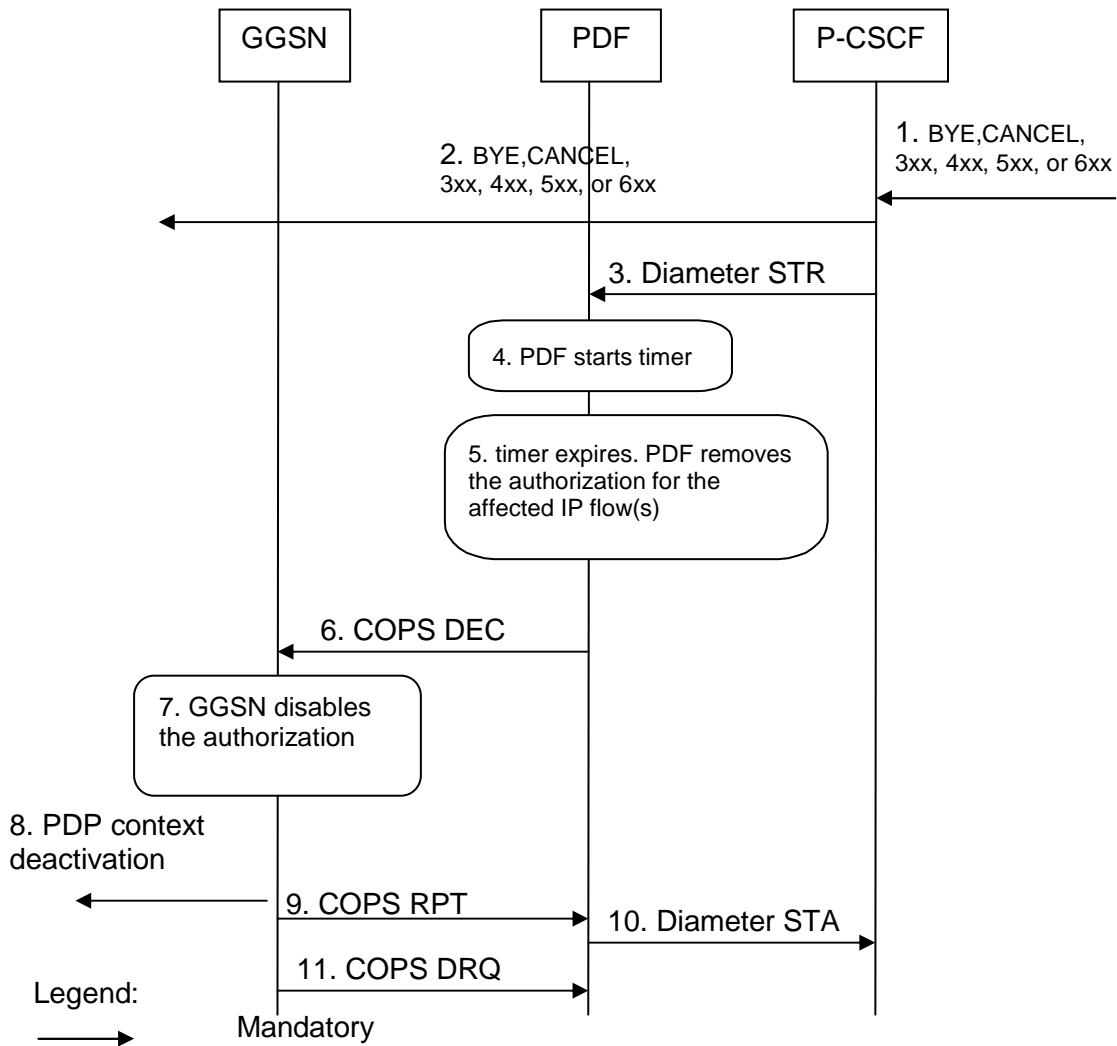 GGSN
PDF
P-CSCF
1. BYE,CANCEL,
3xx, 4xx, 5xx, or 6xx
2. BYE,CANCEL,
3xx, 4xx, 5xx, or 6xx
3. Diameter STR
4. PDF starts timer
5. timer expires. PDF removes
the authorization for the
affected IP flow(s)
6. COPS DEC
7. GGSN disables
the authorization
8. PDP context
deactivation
9. COPS RPT
10. Diameter STA
11. COPS DRQ
Legend:
Mandatory